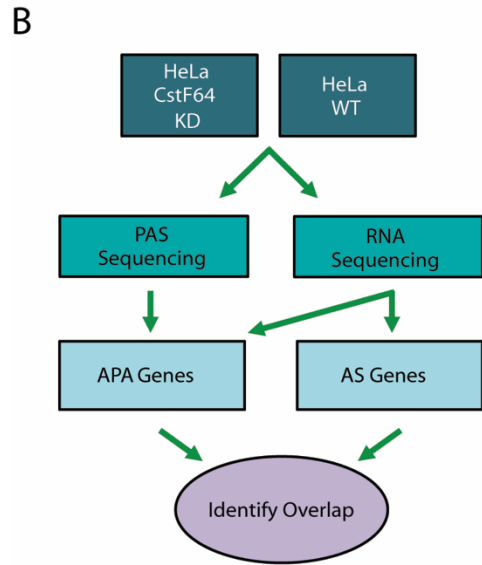 B
HeLa
CstF64
KD
HeLa
WT
PAS
Sequencing
RNA
Sequencing
APA Genes
AS Genes
Identify Overlap